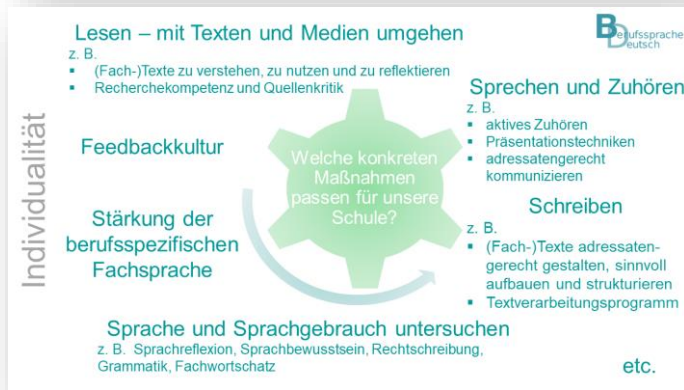 Lesen – mit Texten und Medien umgehen
z. B.
▪ (Fach-)Texte zu verstehen, zu nutzen und zu reflektieren
▪ Recherchekompetenz und Quellenkritik
Berufssprache
Deutsch
Sprechen und Zuhören
z. B.
▪ aktives Zuhören
▪ Präsentationstechniken
▪ adressatengerecht
kommunizieren
Individualität
Feedbackkultur
Welche konkreten
Maßnahmen
passen für unsere
Schule?
Stärkung der
berufsspezifischen
Fachsprache
Schreiben
z. B.
▪ (Fach-)Texte adressaten-
gerecht gestalten, sinnvoll
aufbauen und strukturieren
▪ Textverarbeitungsprogramm
Sprache und Sprachgebrauch untersuchen
z. B. Sprachreflexion, Sprachbewusstsein, Rechtschreibung,
Grammatik, Fachwortschatz
etc.